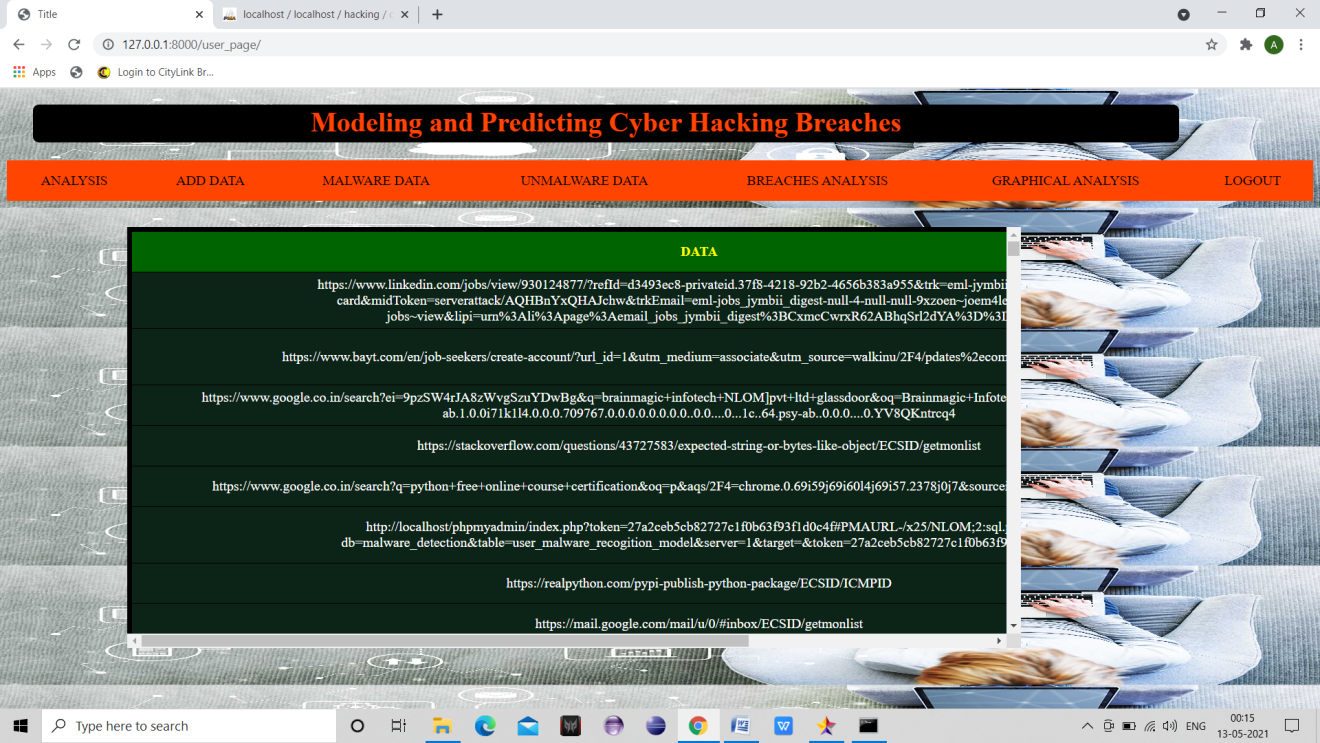 Title
localhost / localhost / hacking /
127.0.0.1:8000/user_page/
A
Apps
Login to CityLink Br...
Modeling and Predicting Cyber Hacking Breaches
ANALYSIS ADD DATA MALWARE DATA UNMALWARE DATA BREACHES ANALYSIS GRAPHICAL ANALYSIS LOGOUT
DATA
https://www.linkedin.com/jobs/view/930124877/?refId=d3493ec8-privateid.37f8-4218-92b2-4656b383a955&trk=eml-jymbii
card&midToken=serverattack/AQHBnYxQHAJchw&trkEmail=eml-jobs_jymbii_digest-null-4-null-null-9xzoen~joem4le
jobs~view&lipi=urn%3Ali%3Apage%3Aemail_jobs_jymbii_digest%3BCxmcCwrxR62ABhqSrl2dYA%3D%3D
https://www.bayt.com/en/job-seekers/create-account/?url_id=1&utm_medium=associate&utm_source=walkinu/2F4/pdates%2ecom
https://www.google.co.in/search?ei=9pzSW4rJA8zWvgSzuYDwBg&q=brainmagic+infotech+NLOM]pvt+ltd+glassdoor&oq=Brainmagic+Infote
ab.1.0.0i71k1l4.0.0.0.709767.0.0.0.0.0.0.0.0..0.0....0...1c..64.psy-ab..0.0.0....0.YV8QKntrcq4
https://stackoverflow.com/questions/43727583/expected-string-or-bytes-like-object/ECSID/getmonlist
https://www.google.co.in/search?q=python+free+online+course+certification&oq=p&aqs/2F4=chrome.0.69i59j69i60l4j69i57.2378j0j7&source
http://localhost/phpmyadmin/index.php?token=27a2ceb5cb82727c1f0b63f93f1d0c4f#PMAURL-/x25/NLOM;2:sql.
db=malware_detection&table=user_malware_recogition_model&server=1&target=&token=27a2ceb5cb82727c1f0b63f9
https://realpython.com/pypi-publish-python-package/ECSID/ICMPID
https://mail.google.com/mail/u/0/#inbox/ECSID/getmonlist
Type here to search
ENG
00:15
13-05-2021